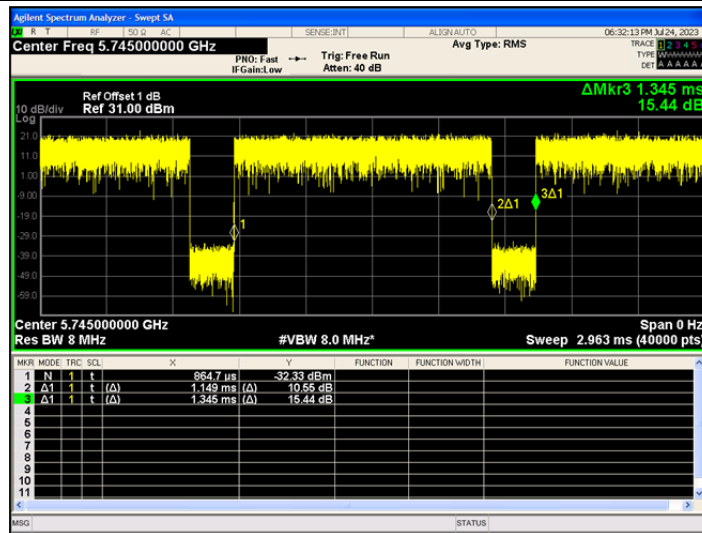 Agilent Spectrum Analyzer - Swept SA
R T RF 50 Ω AC SENSE:INT ALIGN AUTO 06:32:13 PM Jul 24, 2023
Center Freq 5.745000000 GHz
PNO: Fast
IFGain:Low
Trig: Free Run
Atten: 40 dB
Avg Type: RMS
TRACE 1 2 3 4 5
TYPE W
DET A A A A A
ΔMkr3 1.345 ms
15.44 dB
Ref Offset 1 dB
10 dB/div Ref 31.00 dBm
Log
21.0
11.0
1.00
-9.00
-19.0
-29.0
-39.0
-49.0
-59.0
1
2Δ1
3Δ1
Center 5.745000000 GHz Span 0 Hz
Res BW 8 MHz #VBW 8.0 MHz* Sweep 2.963 ms (40000 pts)
MKR MODE TRC SCL X Y FUNCTION FUNCTION WIDTH FUNCTION VALUE
1 N 1 t 864.7 µs -32.33 dBm
2 Δ1 1 t (Δ) 1.149 ms (Δ) 10.55 dB
3 Δ1 1 t (Δ) 1.345 ms (Δ) 15.44 dB
4
5
6
7
8
9
10
11
MSG STATUS